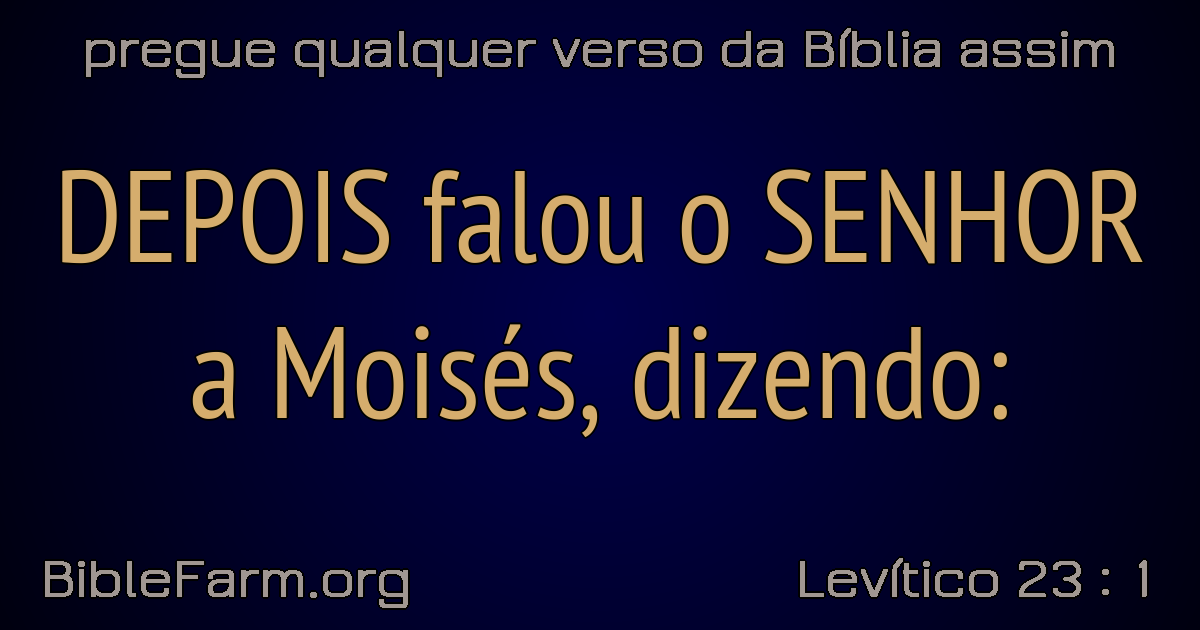 pregue qualquer verso da Bíblia assim
DEPOIS falou o SENHOR
a Moisés, dizendo:
BibleFarm.org
Levítico 23 : 1